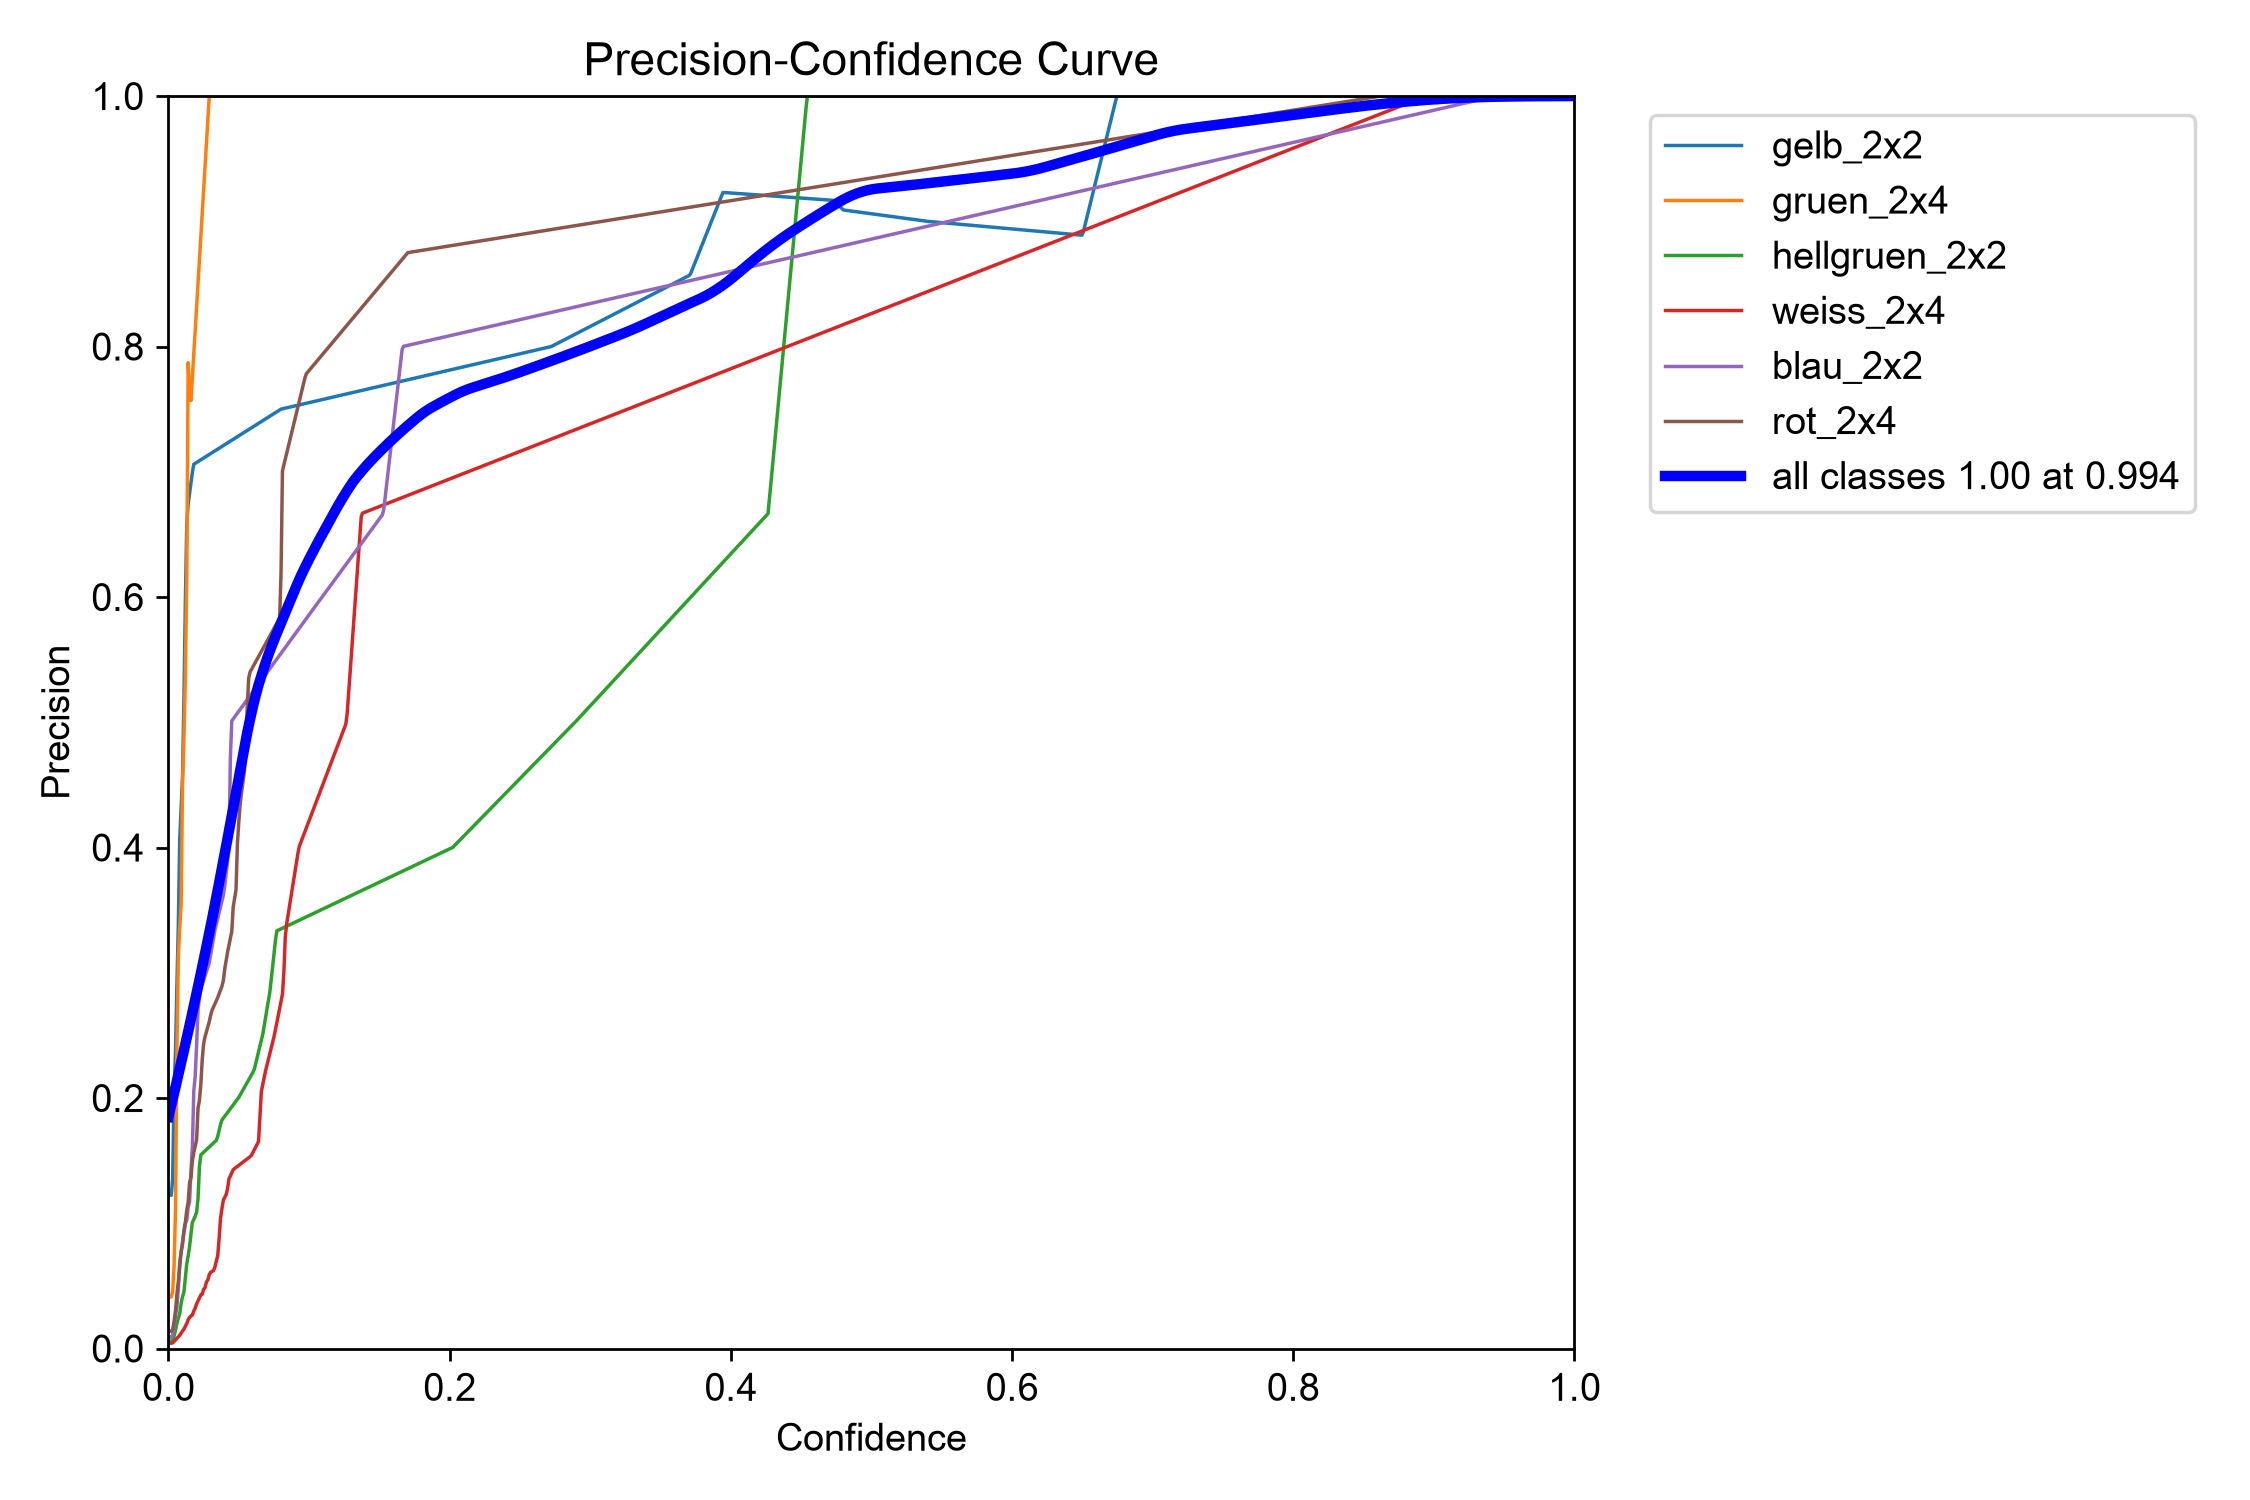 Precision-Confidence Curve
1.0
0.8
0.6
0.4
0.2
0.0
Precision
0.0 0.2 0.4 0.6 0.8 1.0
Confidence
gelb_2x2
gruen_2x4
hellgruen_2x2
weiss_2x4
blau_2x2
rot_2x4
all classes 1.00 at 0.994